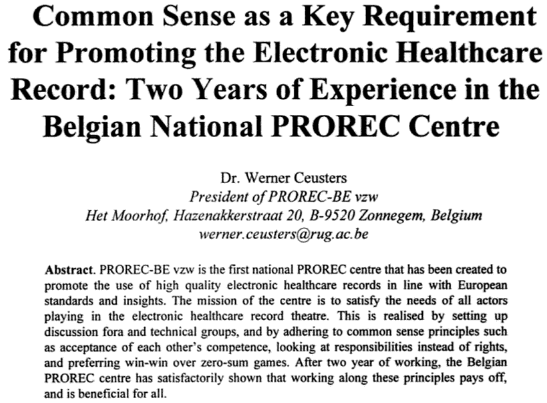 Common Sense as a Key Requirement
for Promoting the Electronic Healthcare
Record: Two Years of Experience in the
Belgian National PROREC Centre
Dr. Werner Ceusters
President of PROREC-BE vzw
Het Moorhof, Hazenakkerstraat 20, B-9520 Zonnegem, Belgium
werner.ceusters@rug.ac.be
Abstract. PROREC-BE vzw is the first national PROREC centre that has been created to
promote the use of high quality electronic healthcare records in line with European
standards and insights. The mission of the centre is to satisfy the needs of all actors
playing in the electronic healthcare record theatre. This is realised by setting up
discussion fora and technical groups, and by adhering to common sense principles such
as acceptance of each other's competence, looking at responsibilities instead of rights,
and preferring win-win over zero-sum games. After two year of working, the Belgian
PROREC centre has satisfactorily shown that working along these principles pays off,
and is beneficial for all.